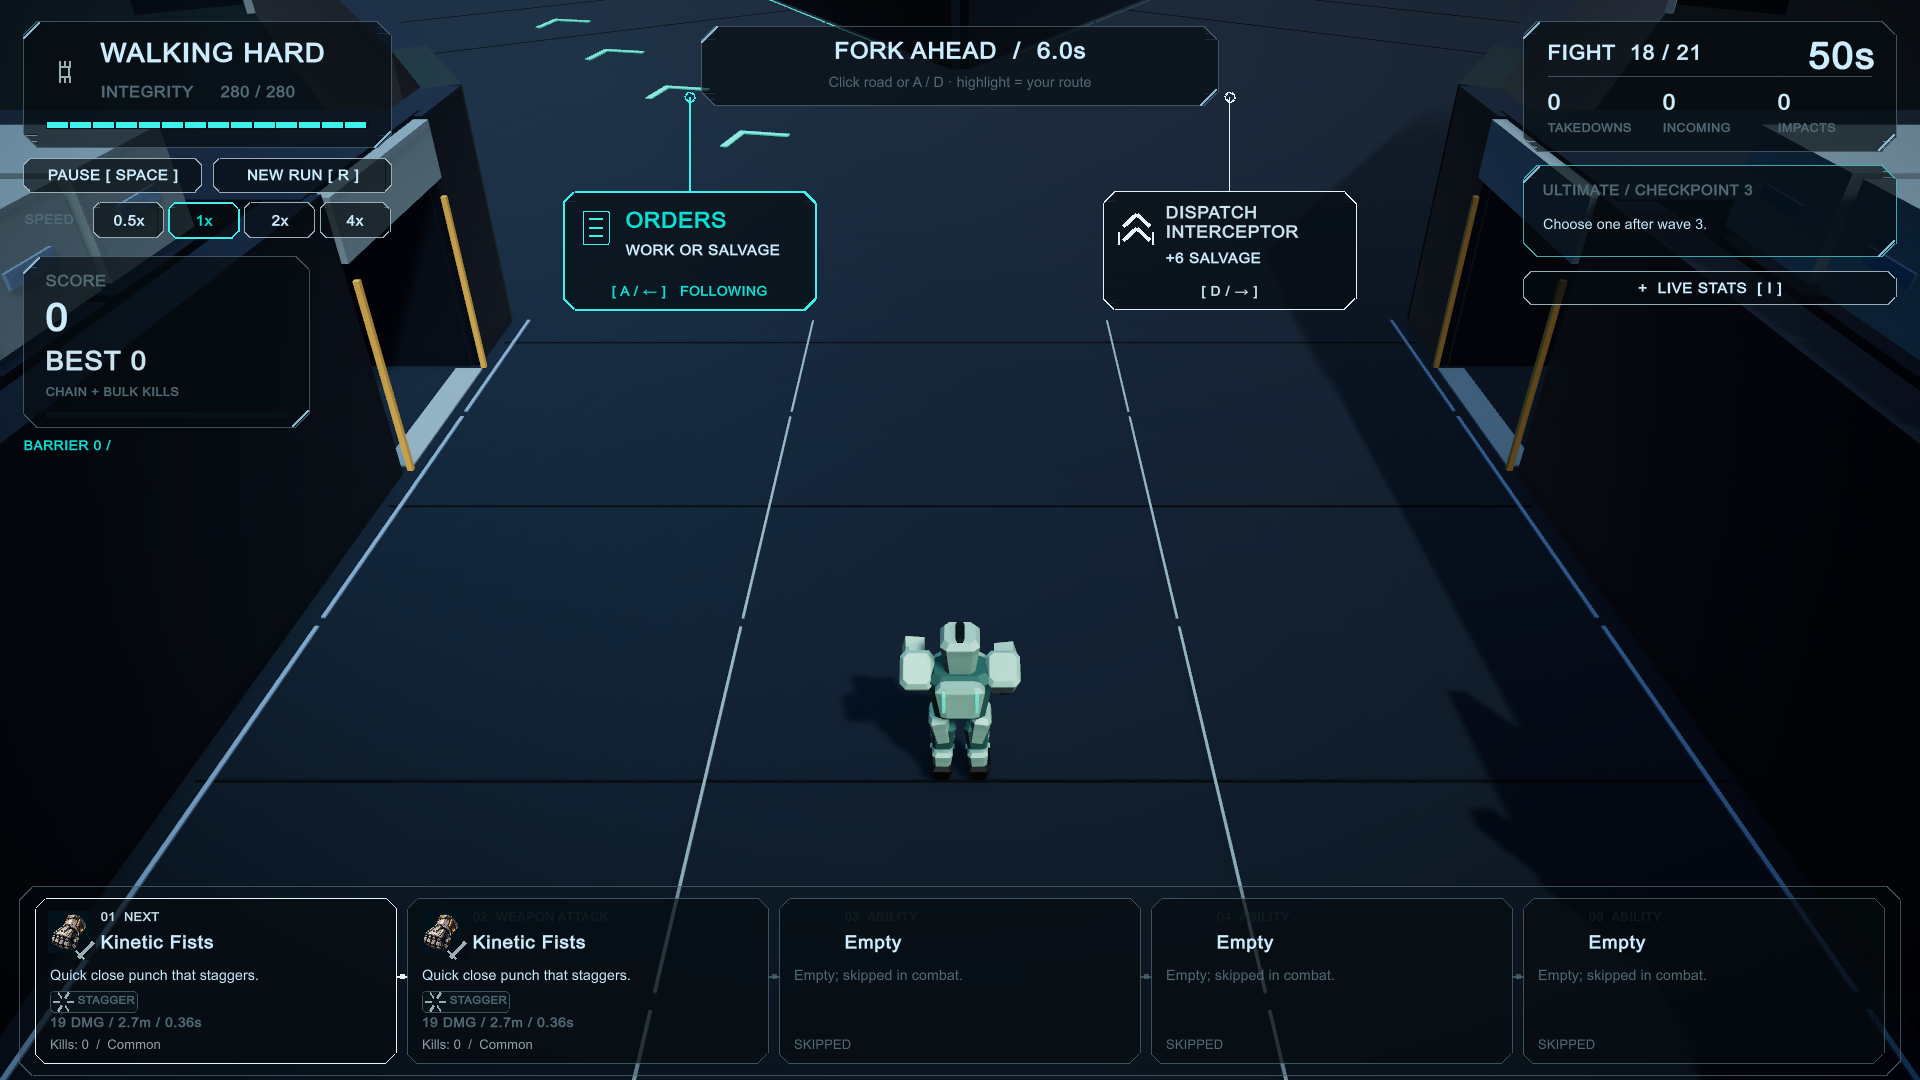 WALKING HARD
INTEGRITY 280 / 280
PAUSE [ SPACE ]
NEW RUN [ R ]
SPEED 0.5x 1x 2x 4x
SCORE
0
BEST 0
CHAIN + BULK KILLS
BARRIER 0 /
FORK AHEAD / 6.0s
Click road or A / D · highlight = your route
ORDERS
WORK OR SALVAGE
[ A / ← ] FOLLOWING
DISPATCH
INTERCEPTOR
+6 SALVAGE
[ D / → ]
FIGHT 18 / 21 50s
0 0 0
TAKEDOWNS INCOMING IMPACTS
ULTIMATE / CHECKPOINT 3
Choose one after wave 3.
+ LIVE STATS [ I ]
01 NEXT
Kinetic Fists
Quick close punch that staggers.
STAGGER
19 DMG / 2.7m / 0.36s
Kills: 0 / Common
02 WEAPON ATTACK
Kinetic Fists
Quick close punch that staggers.
STAGGER
19 DMG / 2.7m / 0.36s
Kills: 0 / Common
03 ABILITY
Empty
Empty; skipped in combat.
SKIPPED
04 ABILITY
Empty
Empty; skipped in combat.
SKIPPED
05 ABILITY
Empty
Empty; skipped in combat.
SKIPPED